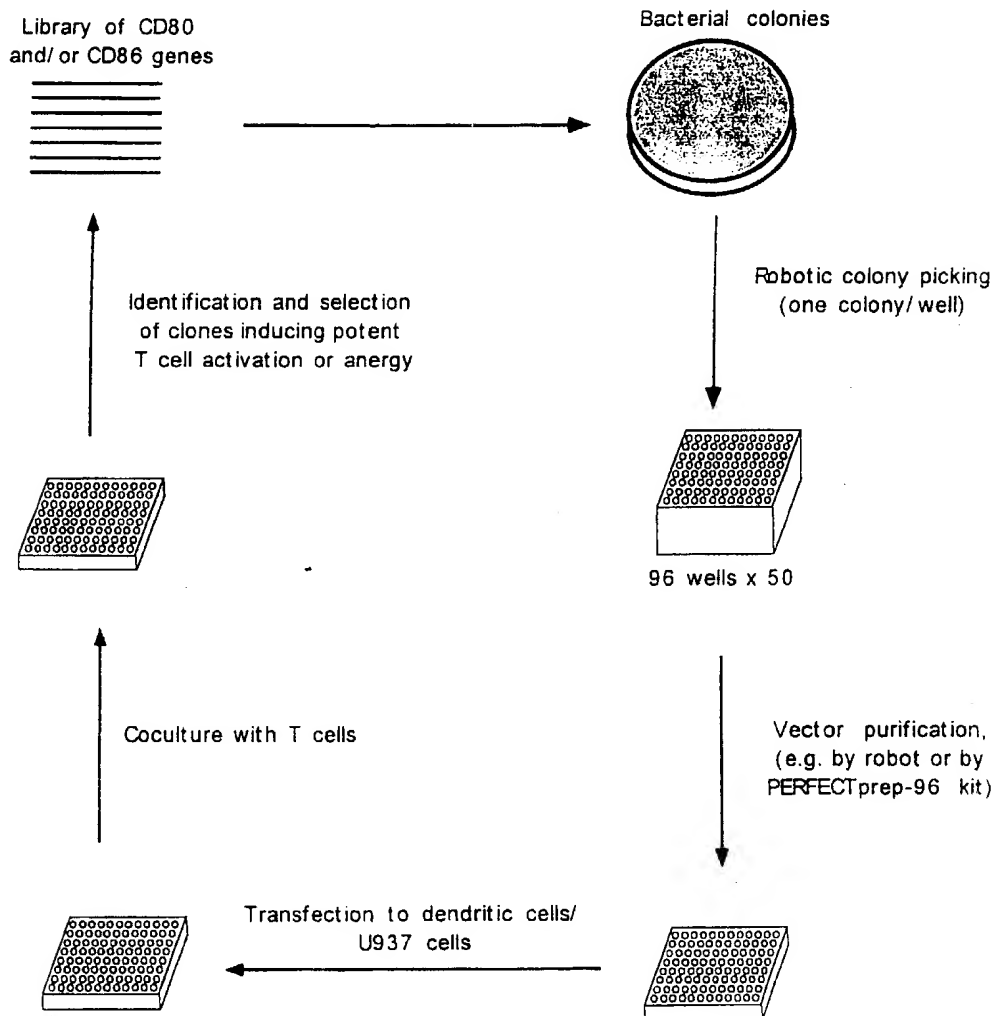 Library of CD80
and/or CD86 genes
Bacterial colonies
Robotic colony picking
(one colony/well)
Identification and selection
of clones inducing potent
T cell activation or anergy
96 wells x 50
Coculture with T cells
Vector purification,
(e.g. by robot or by
PERFECTprep-96 kit)
Transfection to dendritic cells/
U937 cells